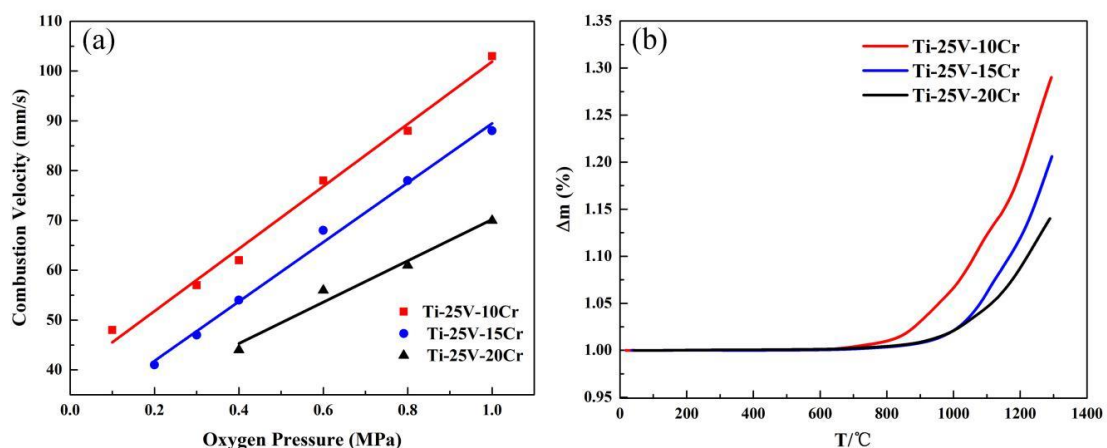 (a)
Combustion Velocity (mm/s)
110
100
90
80
70
60
50
40
Ti-25V-10Cr
Ti-25V-15Cr
Ti-25V-20Cr
0.0 0.2 0.4 0.6 0.8 1.0
Oxygen Pressure (MPa)
(b)
Δm (%)
1.35
1.30
1.25
1.20
1.15
1.10
1.05
1.00
0.95
Ti-25V-10Cr
Ti-25V-15Cr
Ti-25V-20Cr
0 200 400 600 800 1000 1200 1400
T/℃